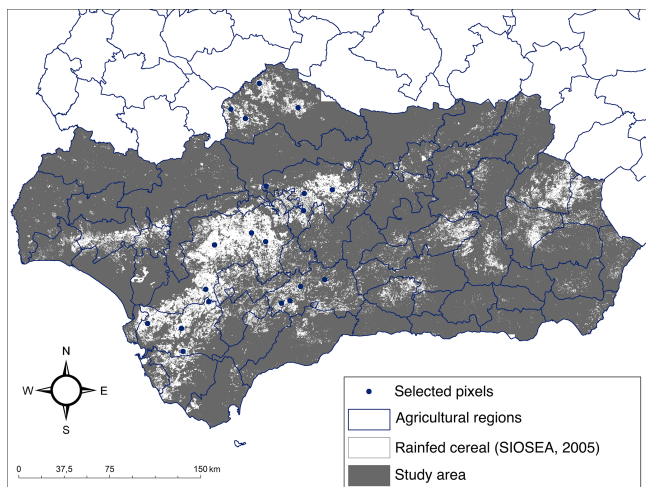 N
W
E
S
0
37,5
75
150 km
Selected pixels
Agricultural regions
Rainfed cereal (SIOSEA, 2005)
Study area